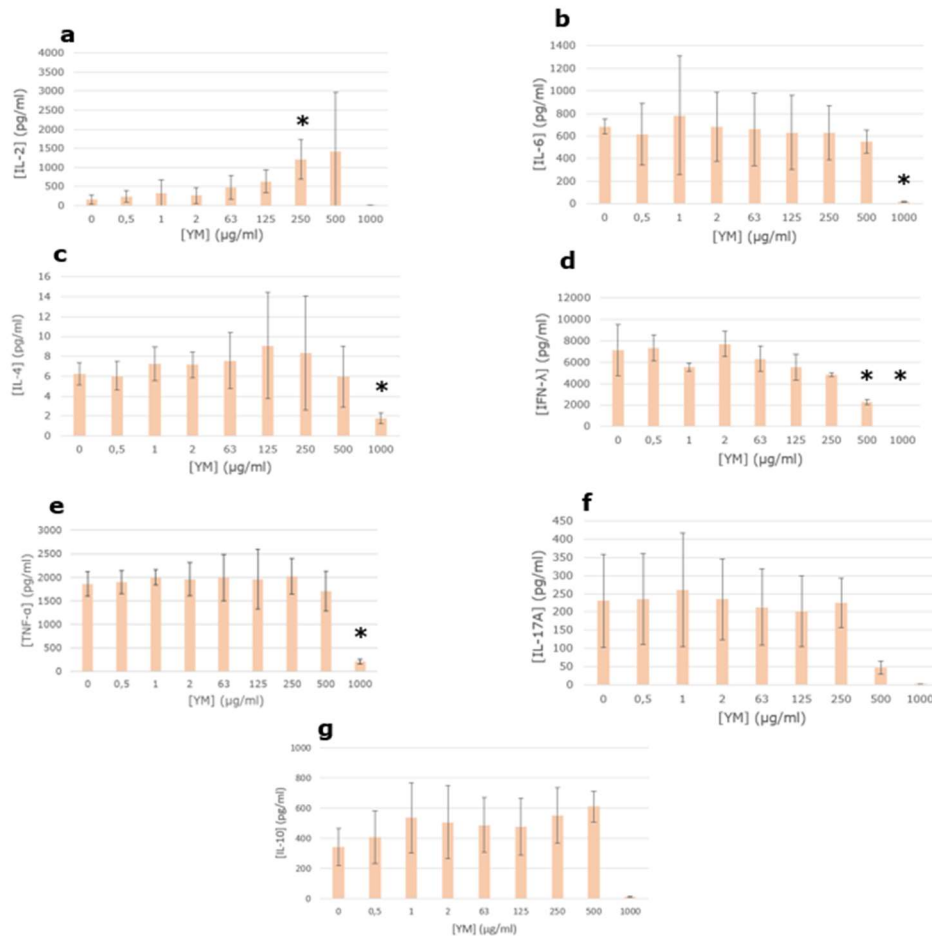 a
4000
3500
3000
2500
2000
1500
1000
500
0
[IL-2] (pg/ml)
*
0 0,5 1 2 63 125 250 500 1000
[YM] (µg/ml)
b
1400
1200
1000
800
600
400
200
0
[IL-6] (pg/ml)
*
0 0,5 1 2 63 125 250 500 1000
[YM] (µg/ml)
c
16
14
12
10
8
6
4
2
0
[IL-4] (pg/ml)
*
0 0,5 1 2 63 125 250 500 1000
[YM] (µg/ml)
d
12000
10000
8000
6000
4000
2000
0
[IFN-λ] (pg/ml)
* *
0 0,5 1 2 63 125 250 500 1000
[YM] (µg/ml)
e
3000
2500
2000
1500
1000
500
0
[TNF-α] (pg/ml)
*
0 0,5 1 2 63 125 250 500 1000
[YM] (µg/ml)
f
450
400
350
300
250
200
150
100
50
0
[IL-17A] (pg/ml)
0 0,5 1 2 63 125 250 500 1000
[YM] (µg/ml)
g
1000
800
600
400
200
0
[IL-10] (pg/ml)
0 0,5 1 2 63 125 250 500 1000
[YM] (µg/ml)